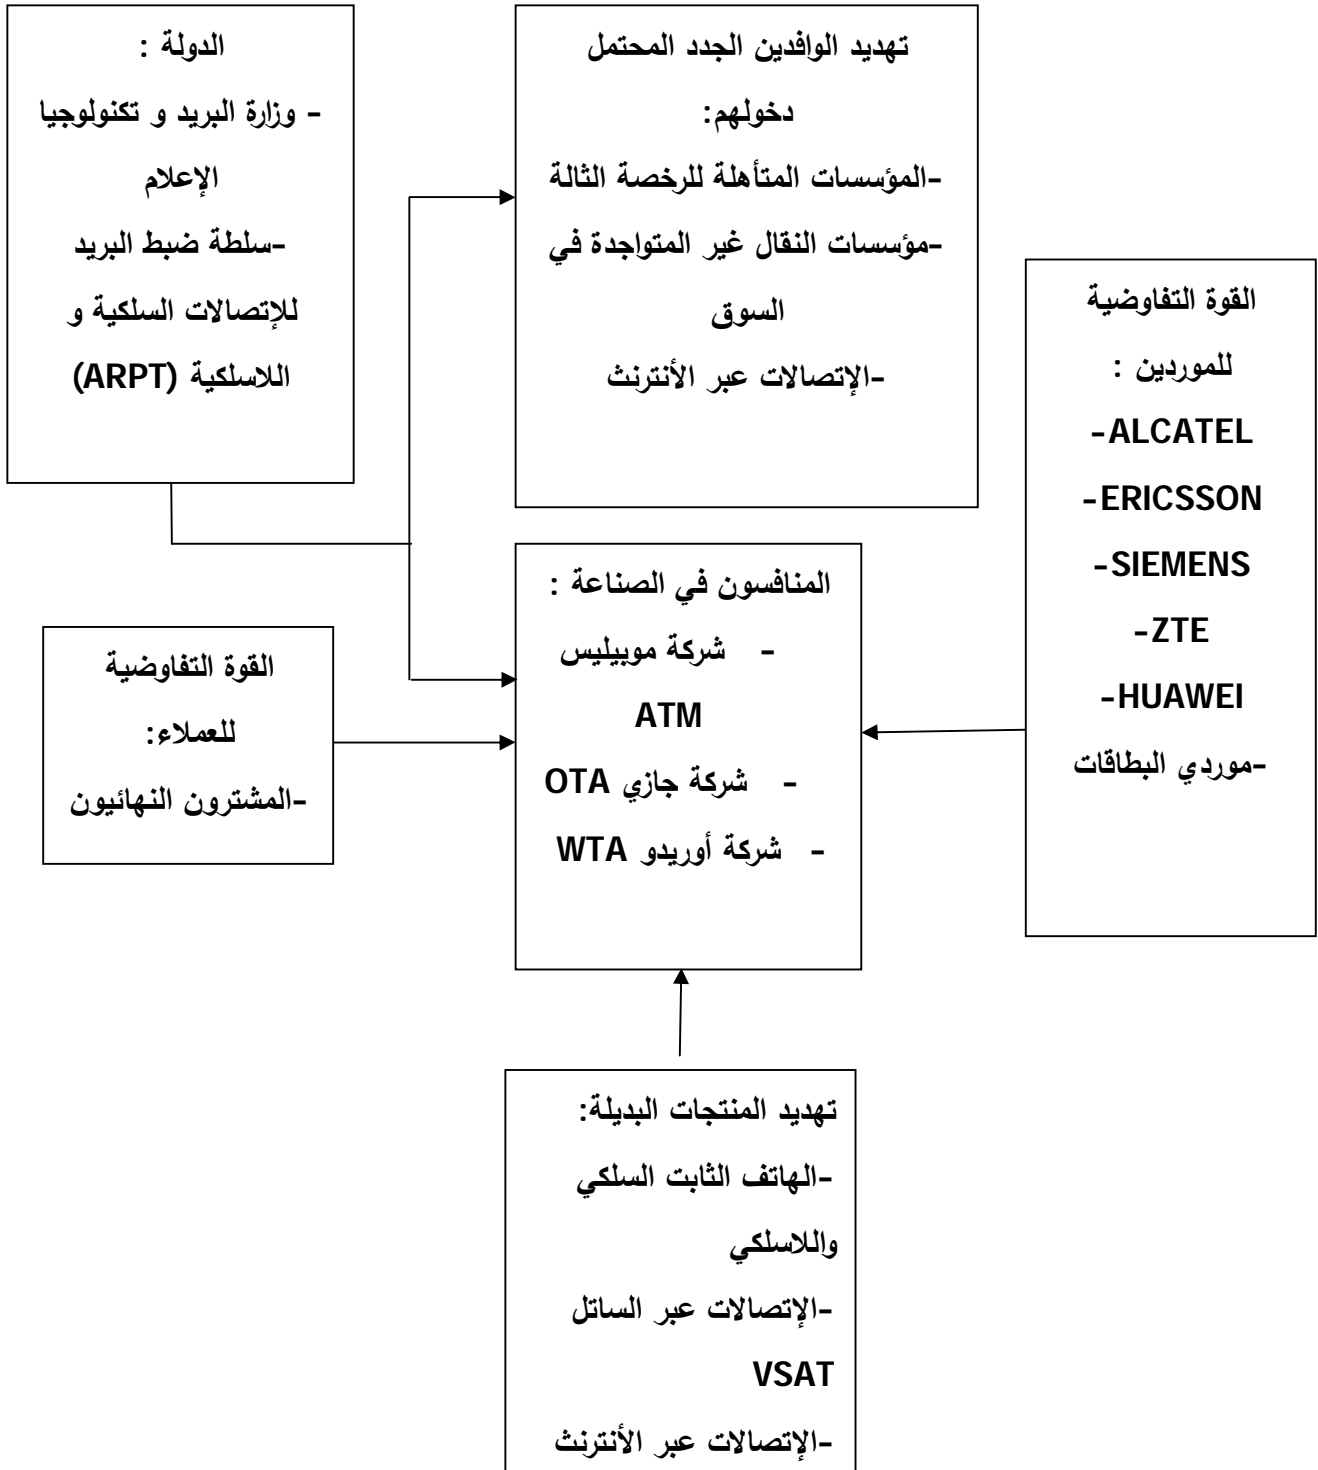 الدولة :
- وزارة البريد و تكنولوجيا
الإعلام
-سلطة ضبط البريد
للإتصالات السلكية و
اللاسلكية (ARPT)
تهديد الوافدين الجدد المحتمل
دخولهم:
-المؤسسات المتأهلة للرخصة الثالة
-مؤسسات النقال غير المتواجدة في
السوق
-الإتصالات عبر الأنترنث
القوة التفاوضية
للموردين :
-ALCATEL
-ERICSSON
-SIEMENS
-ZTE
-HUAWEI
-موردي البطاقات
المنافسون في الصناعة :
- شركة موبيليس
ATM
- شركة جازي OTA
- شركة أوريدو WTA
القوة التفاوضية
للعملاء:
-المشترون النهائيون
تهديد المنتجات البديلة:
-الهاتف الثابت السلكي
واللاسلكي
-الإتصالات عبر الساتل
VSAT
-الإتصالات عبر الأنترنث